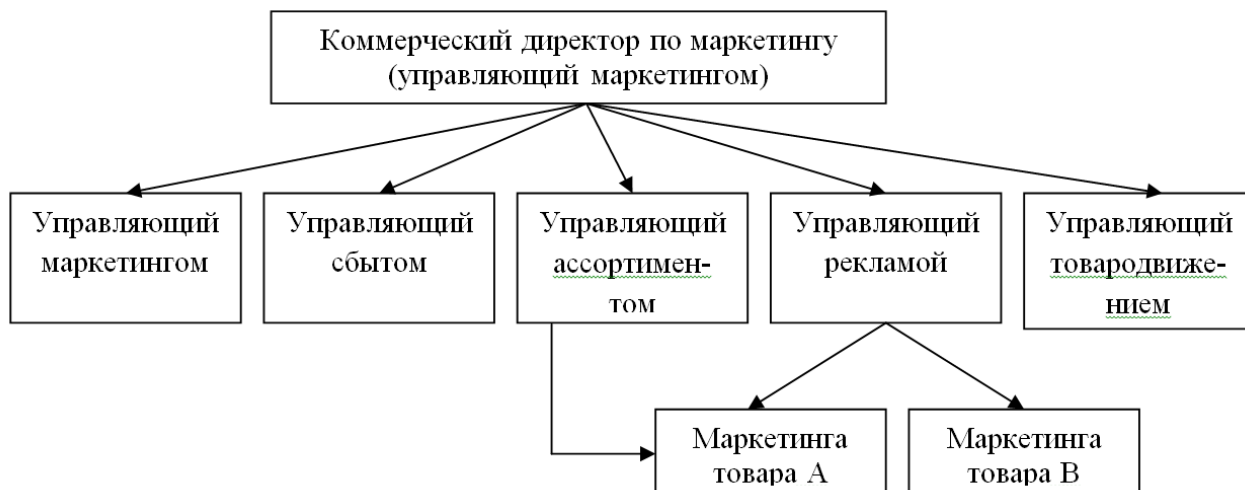 Коммерческий директор по маркетингу
(управляющий маркетингом)
Управляющий
маркетингом
Управляющий
сбытом
Управляющий
ассортимен-
том
Управляющий
рекламой
Управляющий
товародвиже-
нием
Маркетинга
товара А
Маркетинга
товара В